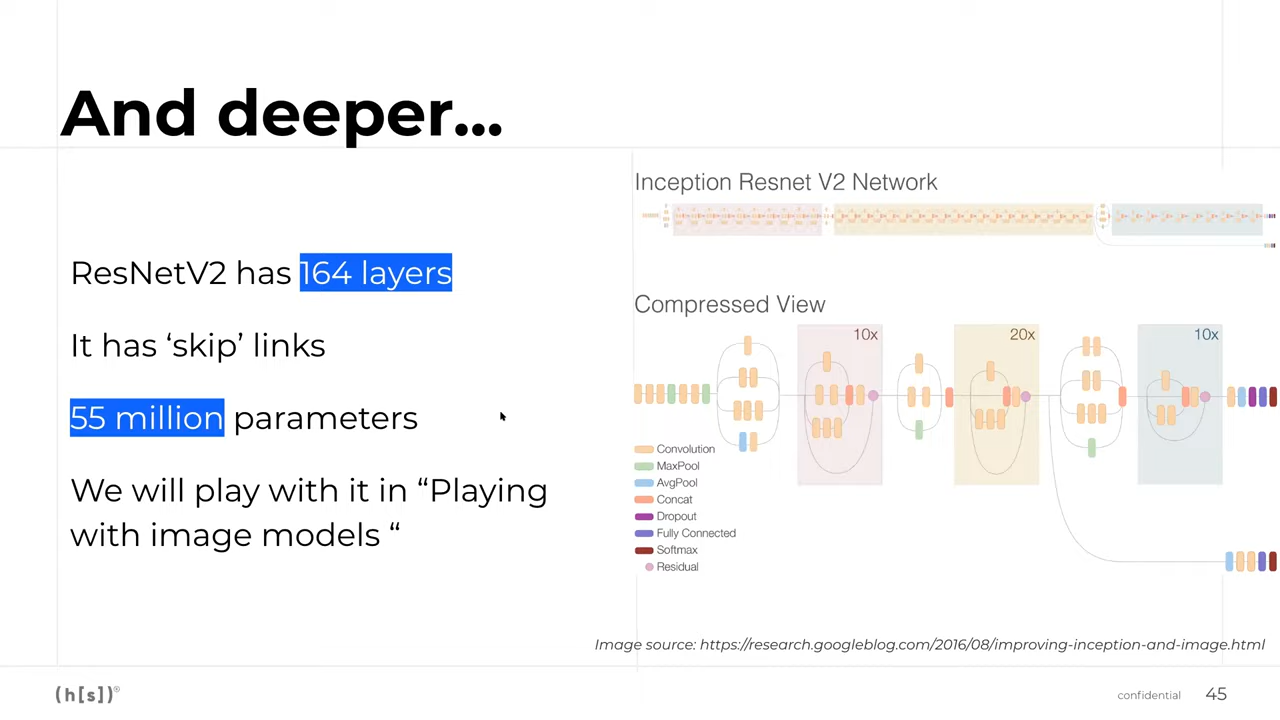 And deeper...
ResNetV2 has 164 layers
It has ‘skip’ links
55 million parameters
We will play with it in “Playing
with image models “
Inception Resnet V2 Network
Compressed View
10x
20x
10x
Convolution
MaxPool
AvgPool
Concat
Dropout
Fully Connected
Softmax
Residual
Image source: https://research.googleblog.com/2016/08/improving-inception-and-image.html
(h[s])®
confidential
45